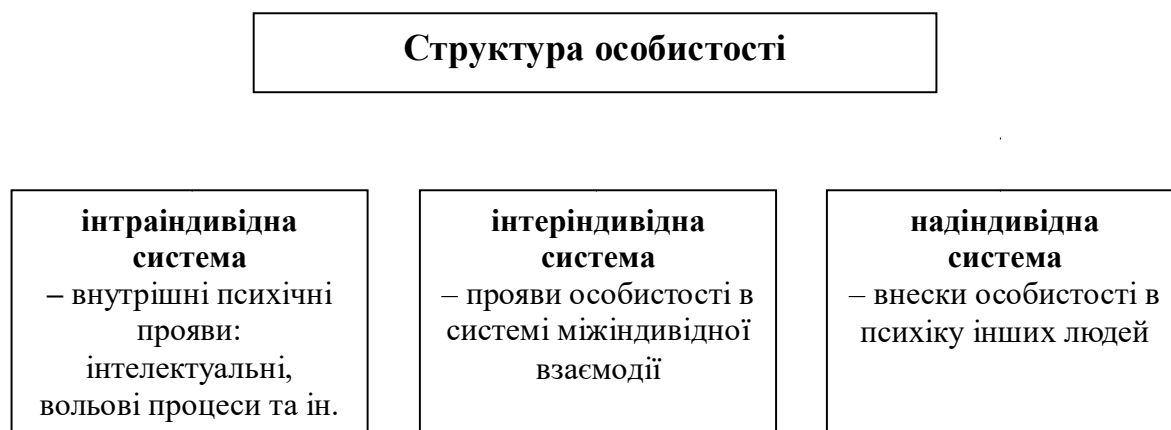 Структура особистості
інтраіндивідна
система
– внутрішні психічні
прояви:
інтелектуальні,
вольові процеси та ін.
інтеріндивідна
система
– прояви особистості в
системі міжіндивідної
взаємодії
надіндивідна
система
– внески особистості в
психіку інших людей